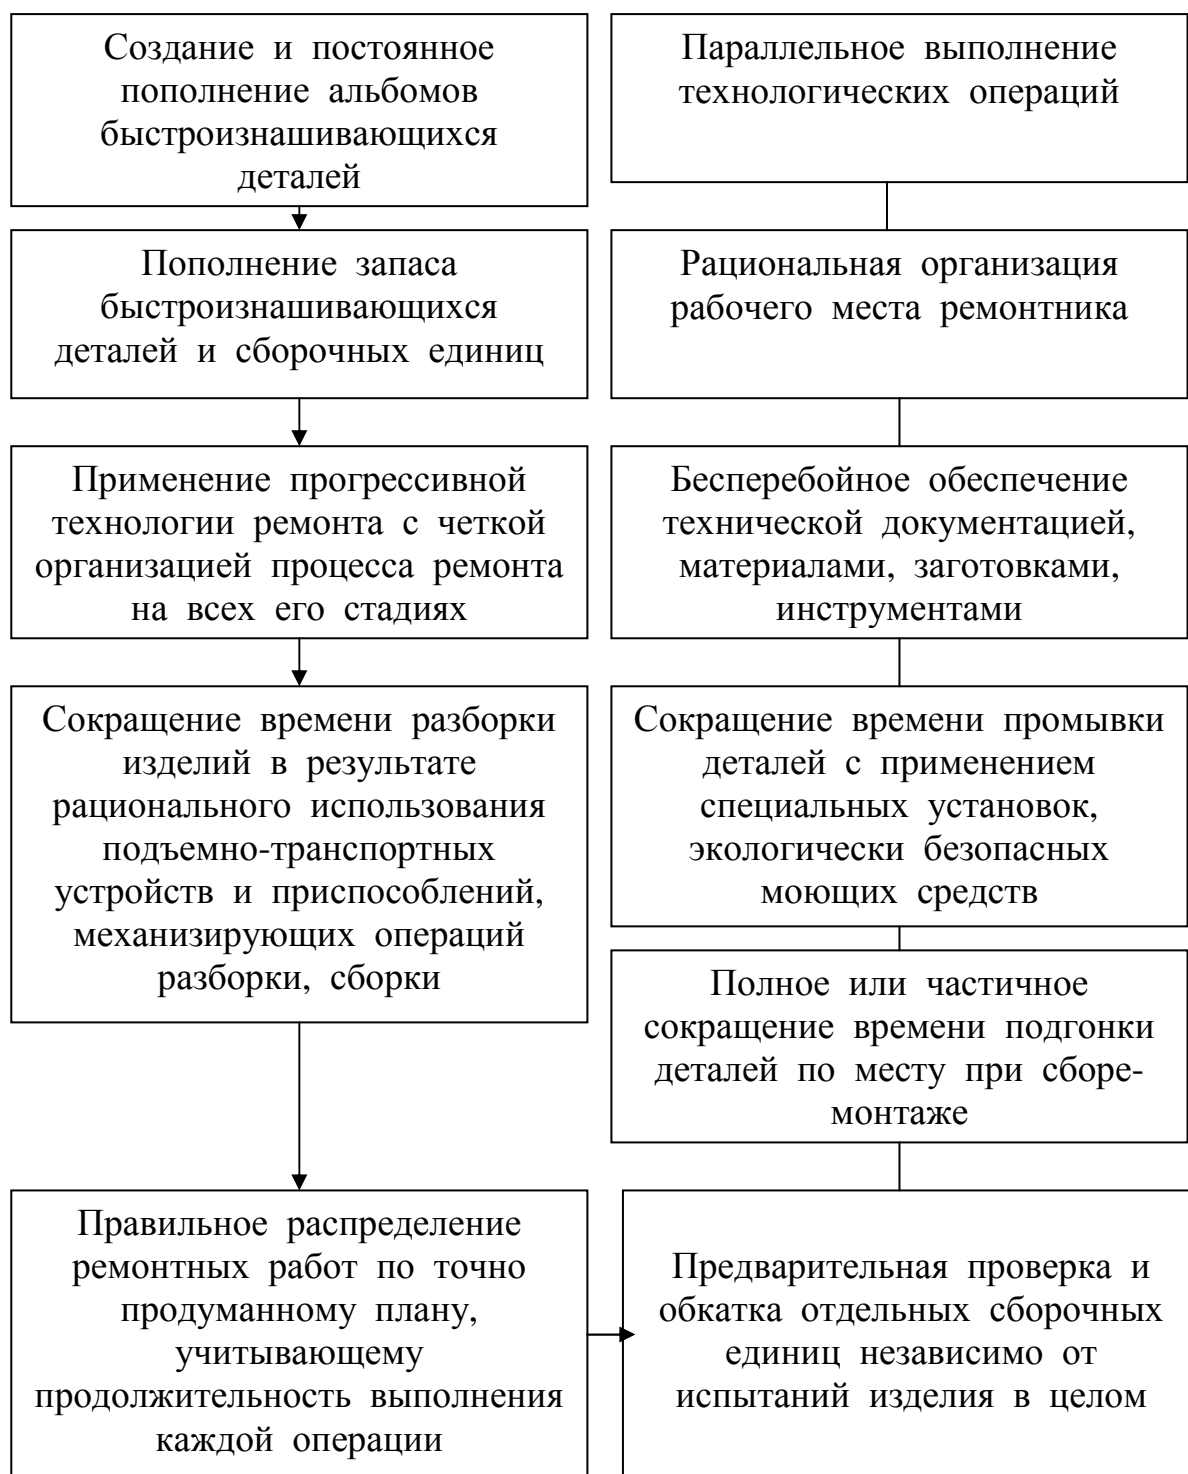 Создание и постоянное
пополнение альбомов
быстроизнашивающихся
деталей
Пополнение запаса
быстроизнашивающихся
деталей и сборочных единиц
Применение прогрессивной
технологии ремонта с четкой
организацией процесса ремонта
на всех его стадиях
Сокращение времени разборки
изделий в результате
рационального использования
подъемно-транспортных
устройств и приспособлений,
механизирующих операций
разборки, сборки
Правильное распределение
ремонтных работ по точно
продуманному плану,
учитывающему
продолжительность выполнения
каждой операции
Параллельное выполнение
технологических операций
Рациональная организация
рабочего места ремонтника
Бесперебойное обеспечение
технической документацией,
материалами, заготовками,
инструментами
Сокращение времени промывки
деталей с применением
специальных установок,
экологически безопасных
моющих средств
Полное или частичное
сокращение времени подгонки
деталей по месту при сборе-
монтаже
Предварительная проверка и
обкатка отдельных сборочных
единиц независимо от
испытаний изделия в целом